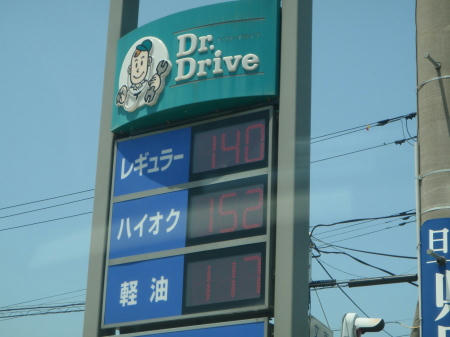 Dr.
Drive
レギュラー 140
ハイオク 152
軽油 117
日